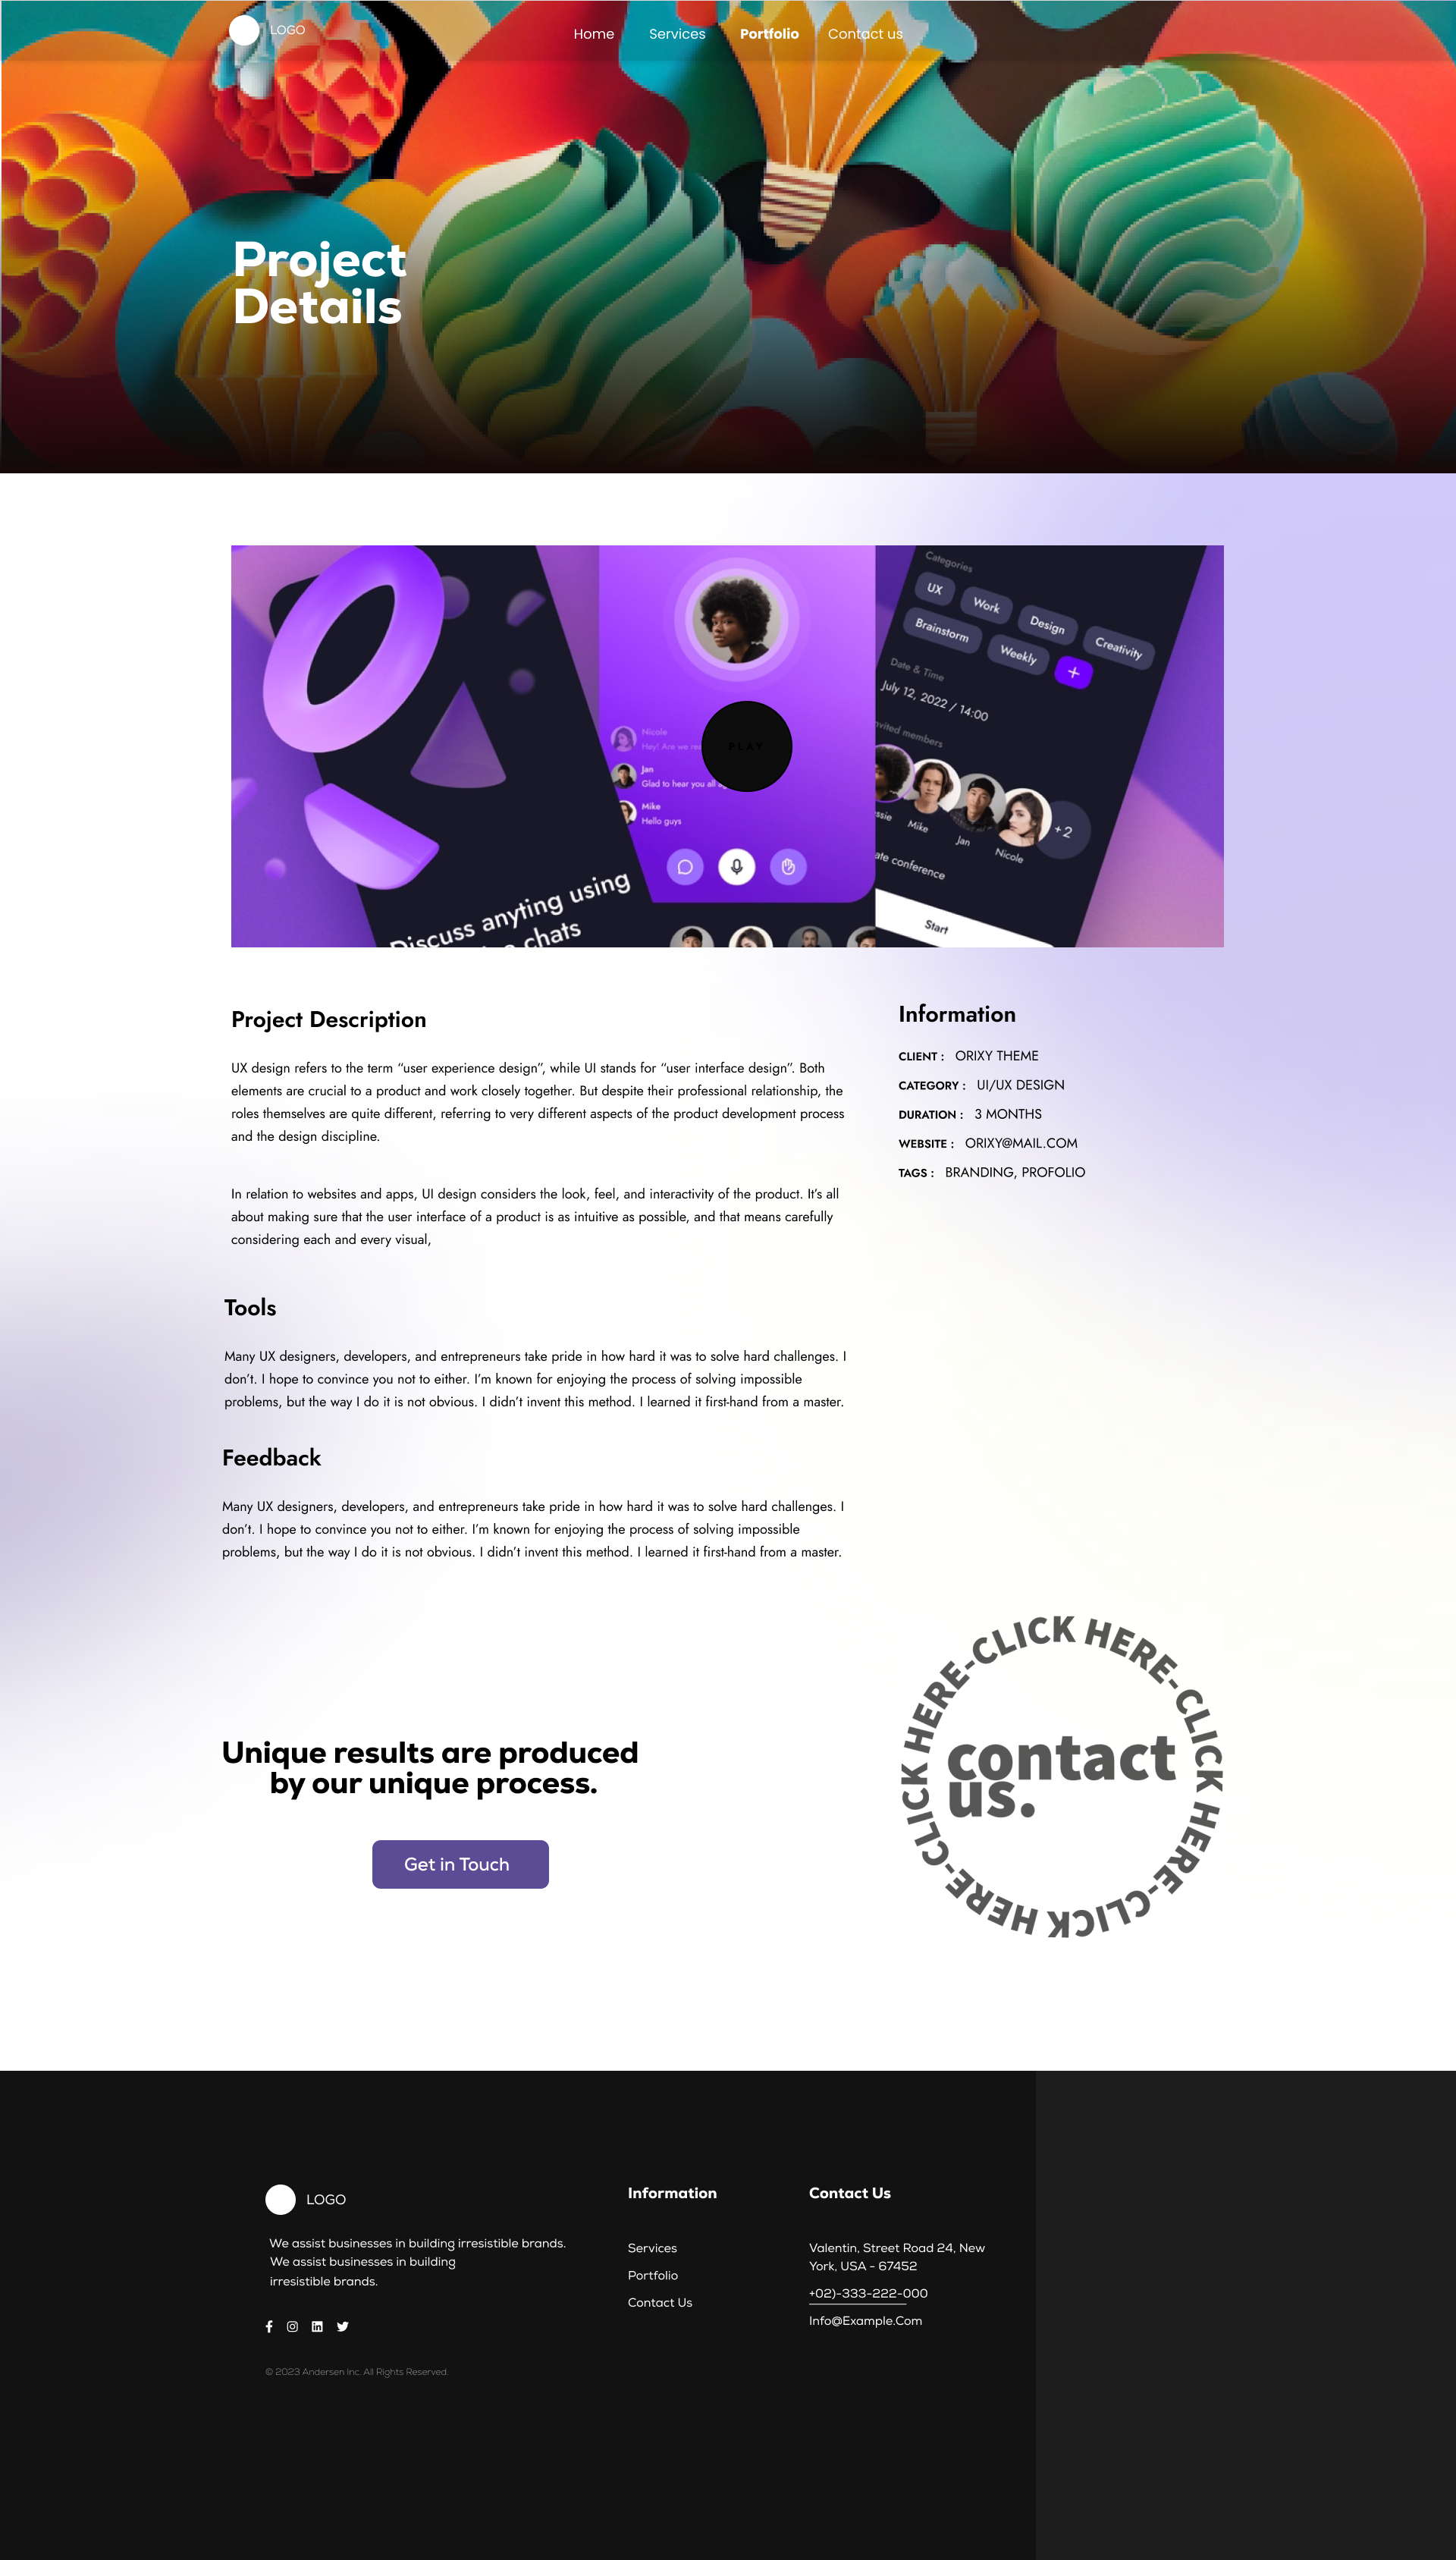 LOGO
Home Services Portfolio Contact us
Project
Details
Categories
UX Work Design Creativity
Brainstorm Weekly +
Date & Time
July 12, 2022 / 14:00
members
Mike Jan Nicole +2
conference
Start
Nicole
Hey! Are we
PLAY
Jan
Glad to hear you all
Mike
Hello guys
Discuss anyting using
chats
Project Description
UX design refers to the term “user experience design”, while UI stands for “user interface design”. Both
elements are crucial to a product and work closely together. But despite their professional relationship, the
roles themselves are quite different, referring to very different aspects of the product development process
and the design discipline.
In relation to websites and apps, UI design considers the look, feel, and interactivity of the product. It’s all
about making sure that the user interface of a product is as intuitive as possible, and that means carefully
considering each and every visual,
Information
CLIENT : ORIXY THEME
CATEGORY : UI/UX DESIGN
DURATION : 3 MONTHS
WEBSITE : ORIXY@MAIL.COM
TAGS : BRANDING, PROFOLIO
Tools
Many UX designers, developers, and entrepreneurs take pride in how hard it was to solve hard challenges. I
don’t. I hope to convince you not to either. I’m known for enjoying the process of solving impossible
problems, but the way I do it is not obvious. I didn’t invent this method. I learned it first-hand from a master.
Feedback
Many UX designers, developers, and entrepreneurs take pride in how hard it was to solve hard challenges. I
don’t. I hope to convince you not to either. I’m known for enjoying the process of solving impossible
problems, but the way I do it is not obvious. I didn’t invent this method. I learned it first-hand from a master.
Unique results are produced
by our unique process.
Get in Touch
CLICK HERE-CLICK HERE-CLICK HERE-CLICK HERE-CLICK HERE-
contact
us.
LOGO
We assist businesses in building irresistible brands.
We assist businesses in building
irresistible brands.
© 2023 Andersen Inc. All Rights Reserved.
Information
Services
Portfolio
Contact Us
Contact Us
Valentin, Street Road 24, New
York, USA - 67452
+02)-333-222-000
Info@Example.Com